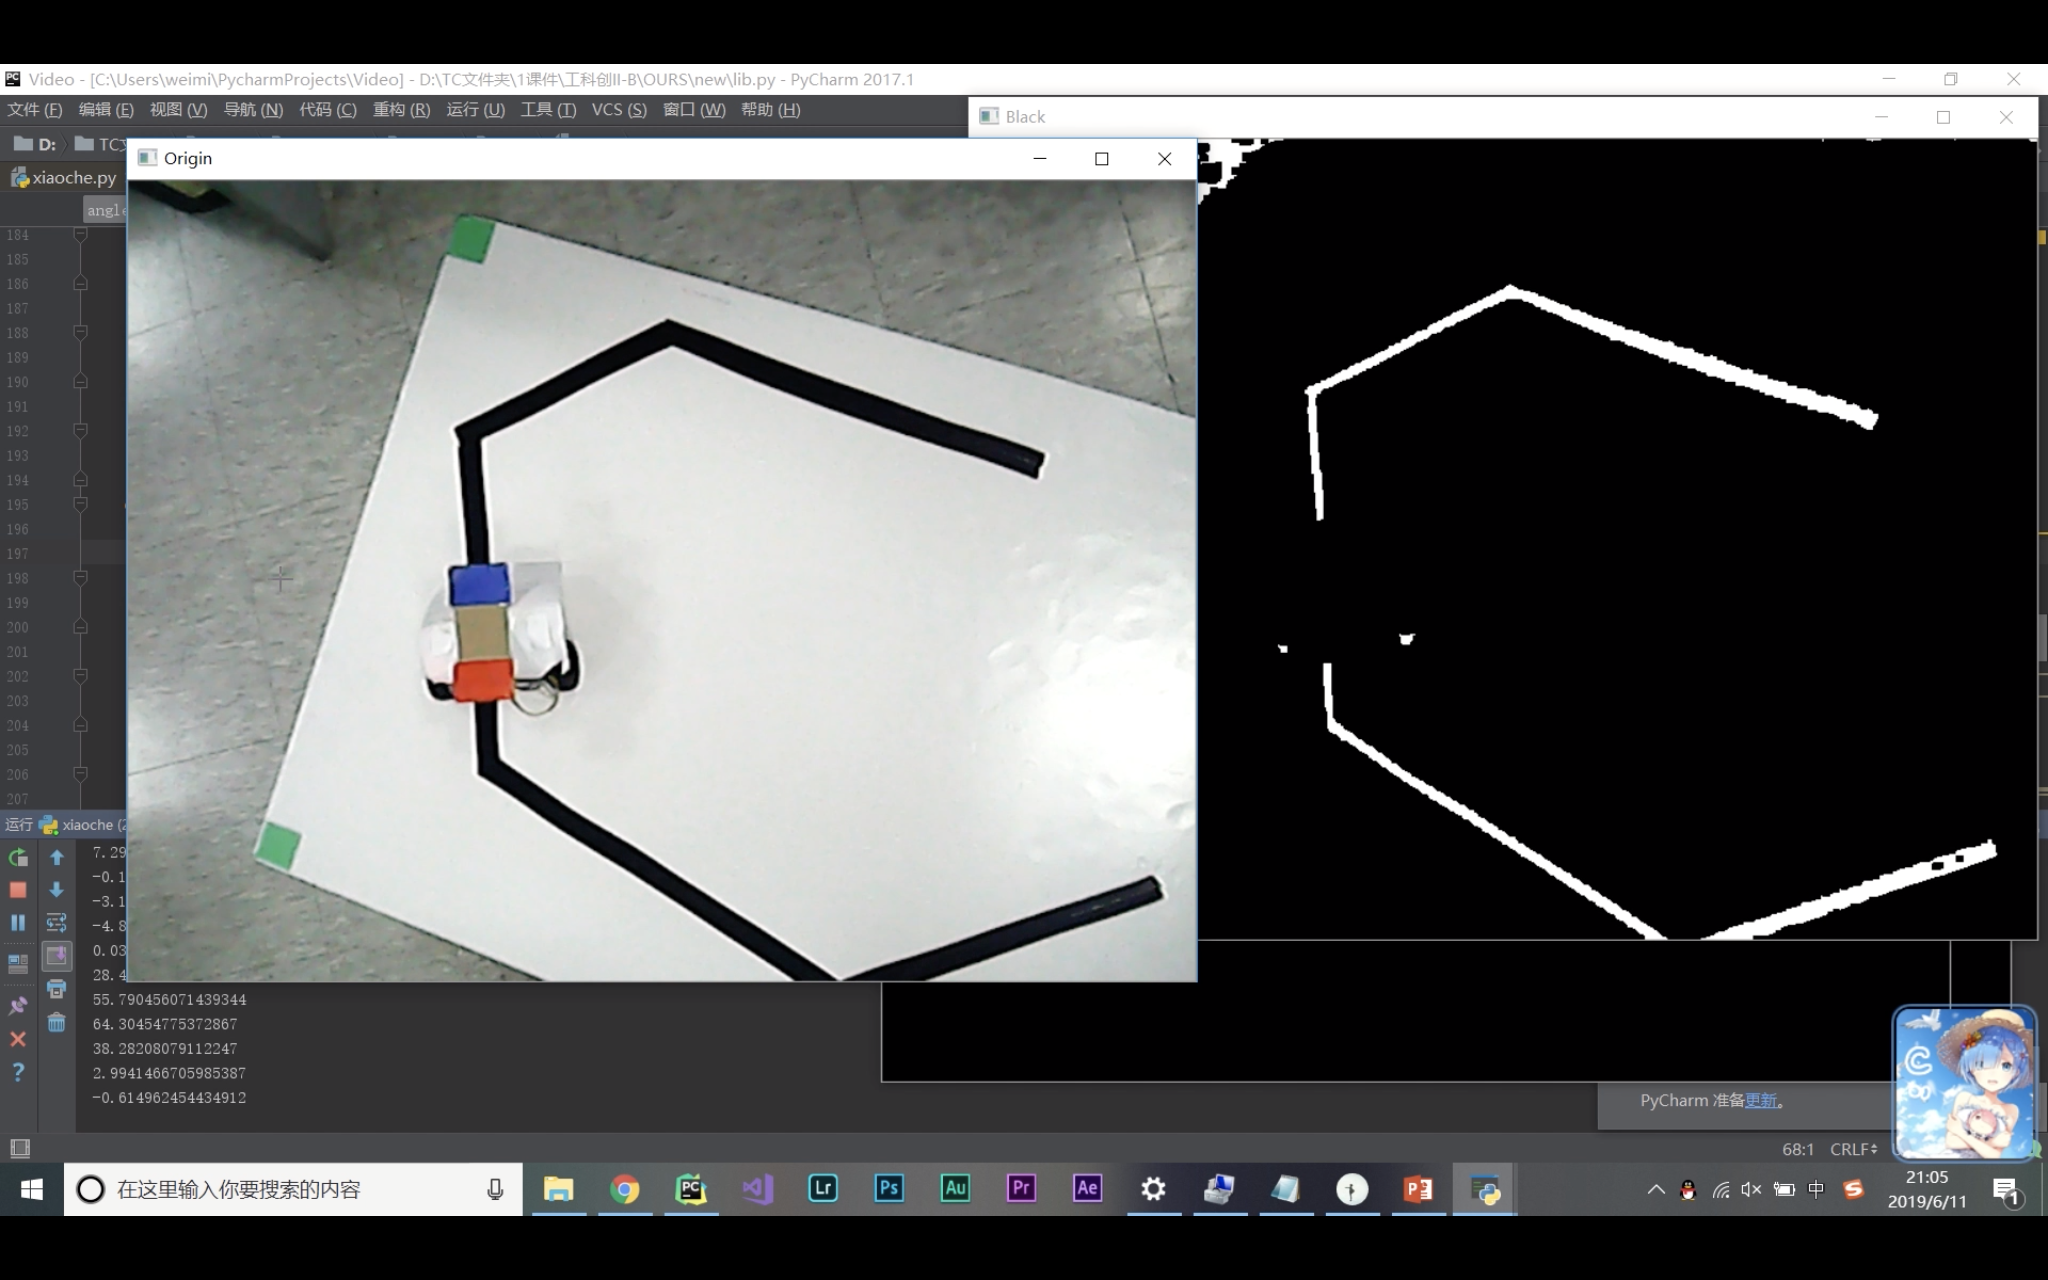 Video - [C:\Users\weimi\PycharmProjects\Video] - D:\TC文件夹\1课件\工科创II-B\OURS\new\lib.py - PyCharm 2017.1
文件 (F) 编辑 (E) 视图 (V) 导航 (N) 代码 (C) 重构 (R) 运行 (U) 工具 (T) VCS (S) 窗口 (W) 帮助 (H)
Black
D: TC
Origin
xiaoche.py
angle
184
185
186
187
188
189
190
191
192
193
194
195
196
197
198
199
200
201
202
203
204
205
206
207
运行 xiaoche (2
7.29
-0.1
-3.1
-4.8
0.03
28.4
55.790456071439344
64.30454775372867
38.28208079112247
2.9941466705985387
-0.614962454434912
PyCharm 准备更新。
68:1 CRLF
在这里输入你要搜索的内容
PC
Lr
Ps
Au
Pr
Ae
中
21:05
2019/6/11
1